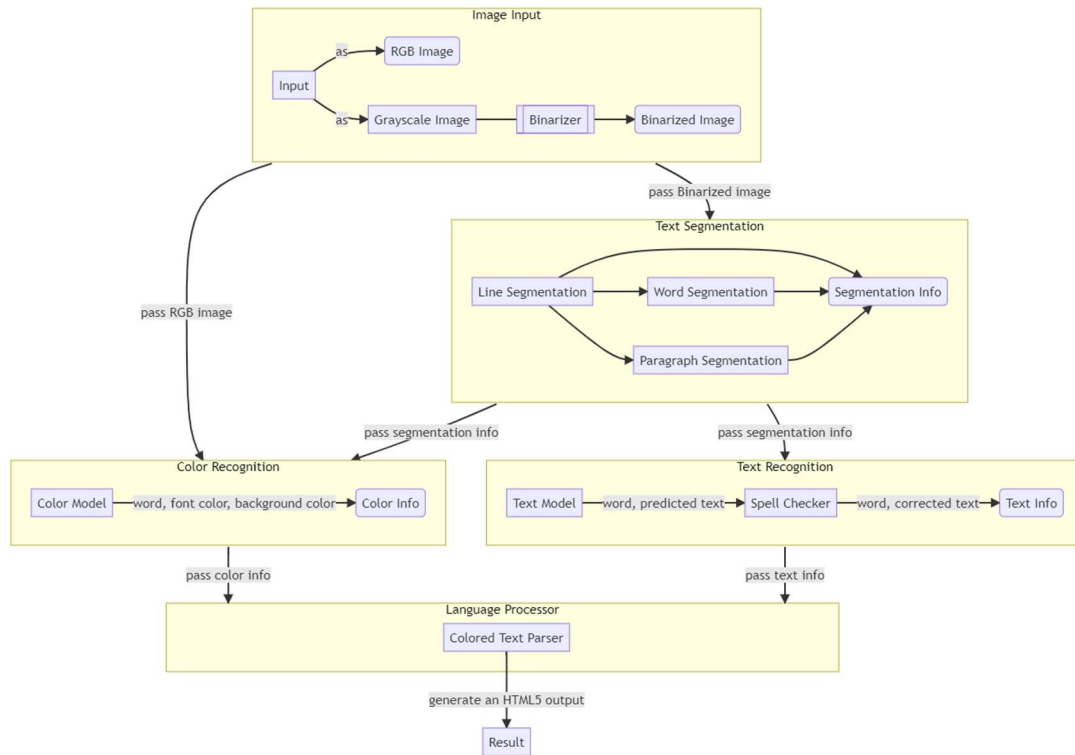 Image Input
as
RGB Image
Input
as
Grayscale Image
Binarizer
Binarized Image
pass Binarized image
pass RGB image
Text Segmentation
Line Segmentation
Word Segmentation
Segmentation Info
Paragraph Segmentation
pass segmentation info
pass segmentation info
Color Recognition
Color Model
word, font color, background color
Color Info
Text Recognition
Text Model
word, predicted text
Spell Checker
word, corrected text
Text Info
pass color info
pass text info
Language Processor
Colored Text Parser
generate an HTML5 output
Result